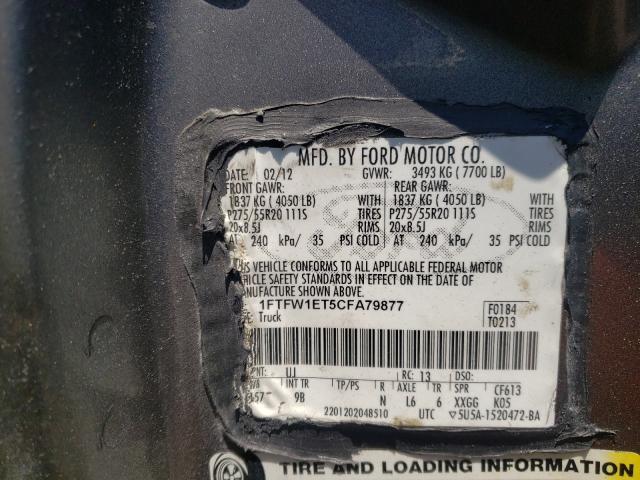 MFD. BY FORD MOTOR CO.
DATE: 02/12 GVWR: 3493 KG ( 7700 LB)
FRONT GAWR: REAR GAWR:
1837 KG ( 4050 LB) WITH 1837 KG ( 4050 LB) WITH
P275/55R20 111S TIRES P275/55R20 111S TIRES
20x8.5J RIMS 20x8.5J RIMS
AT 240 kPa/ 35 PSI COLD AT 240 kPa/ 35 PSI COLD
THIS VEHICLE CONFORMS TO ALL APPLICABLE FEDERAL MOTOR
SAFETY STANDARDS IN EFFECT ON THE DATE OF
MANUFACTURE SHOWN ABOVE
1FTFW1ET5CFA79877 F0184
Truck T0213
UJ RC: 13 DSO:
INT TR TP/PS R AXLE TR SPR CF613
9B N L6 6 XXGG K05
2201202048510 UTC 5U5A-1520472-BA
TIRE AND LOADING INFORMATION